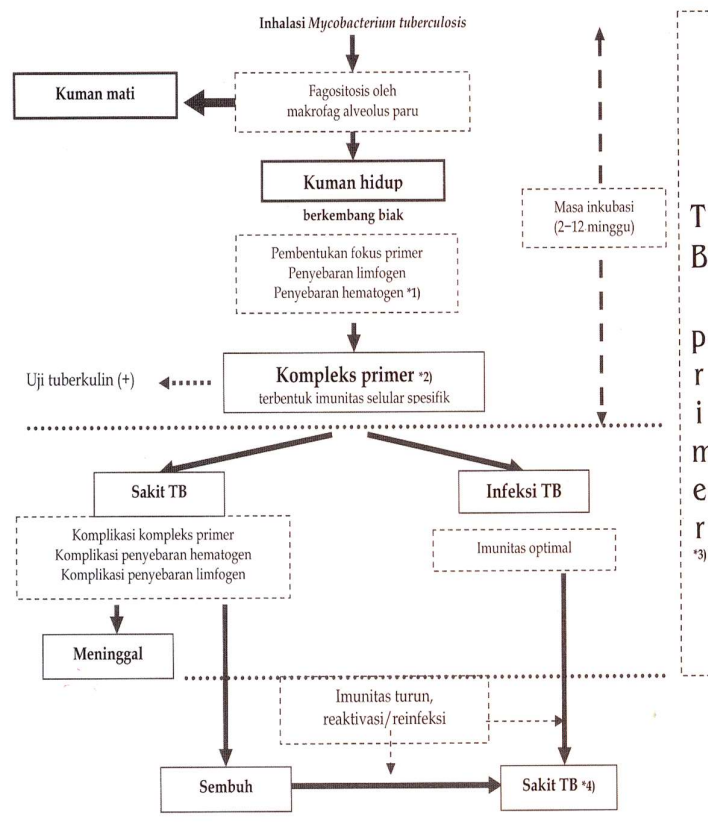 Inhalasi Mycobacterium tuberculosis
Kuman mati
Fagositosis oleh
makrofag alveolus paru
Kuman hidup
berkembang biak
Masa inkubasi
(2–12 minggu)
Pembentukan fokus primer
Penyebaran limfogen
Penyebaran hematogen *1)
Uji tuberkulin (+)
Kompleks primer *2)
terbentuk imunitas selular spesifik
Sakit TB
Infeksi TB
Komplikasi kompleks primer
Komplikasi penyebaran hematogen
Komplikasi penyebaran limfogen
Imunitas optimal
Meninggal
Imunitas turun,
reaktivasi/reinfeksi
Sembuh
Sakit TB *4)
TB primer *3)